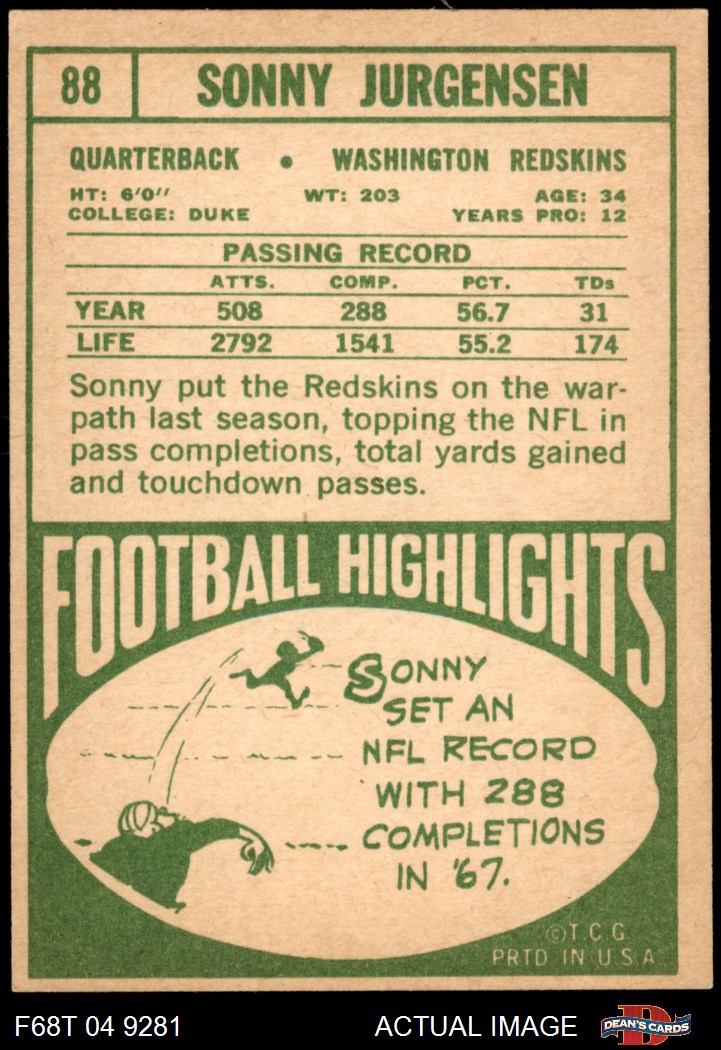 88 SONNY JURGENSEN
QUARTERBACK • WASHINGTON REDSKINS
HT: 6'0" WT: 203 AGE: 34
COLLEGE: DUKE YEARS PRO: 12
PASSING RECORD
ATTS. COMP. PCT. TDs
YEAR 508 288 56.7 31
LIFE 2792 1541 55.2 174
Sonny put the Redskins on the war-
path last season, topping the NFL in
pass completions, total yards gained
and touchdown passes.
FOOTBALL HIGHLIGHTS
SONNY
SET AN
NFL RECORD
WITH 288
COMPLETIONS
IN '67.
© T.C.G.
PRTD IN U.S.A.
F68T 04 9281 ACTUAL IMAGE DEAN'S CARDS